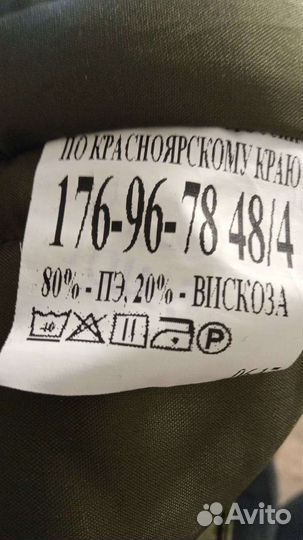 ПО КРАСНОЯРСКОМУ КРАЮ
176-96-78 48/4
80% - ПЭ, 20% - ВИСКОЗА
P
Avito